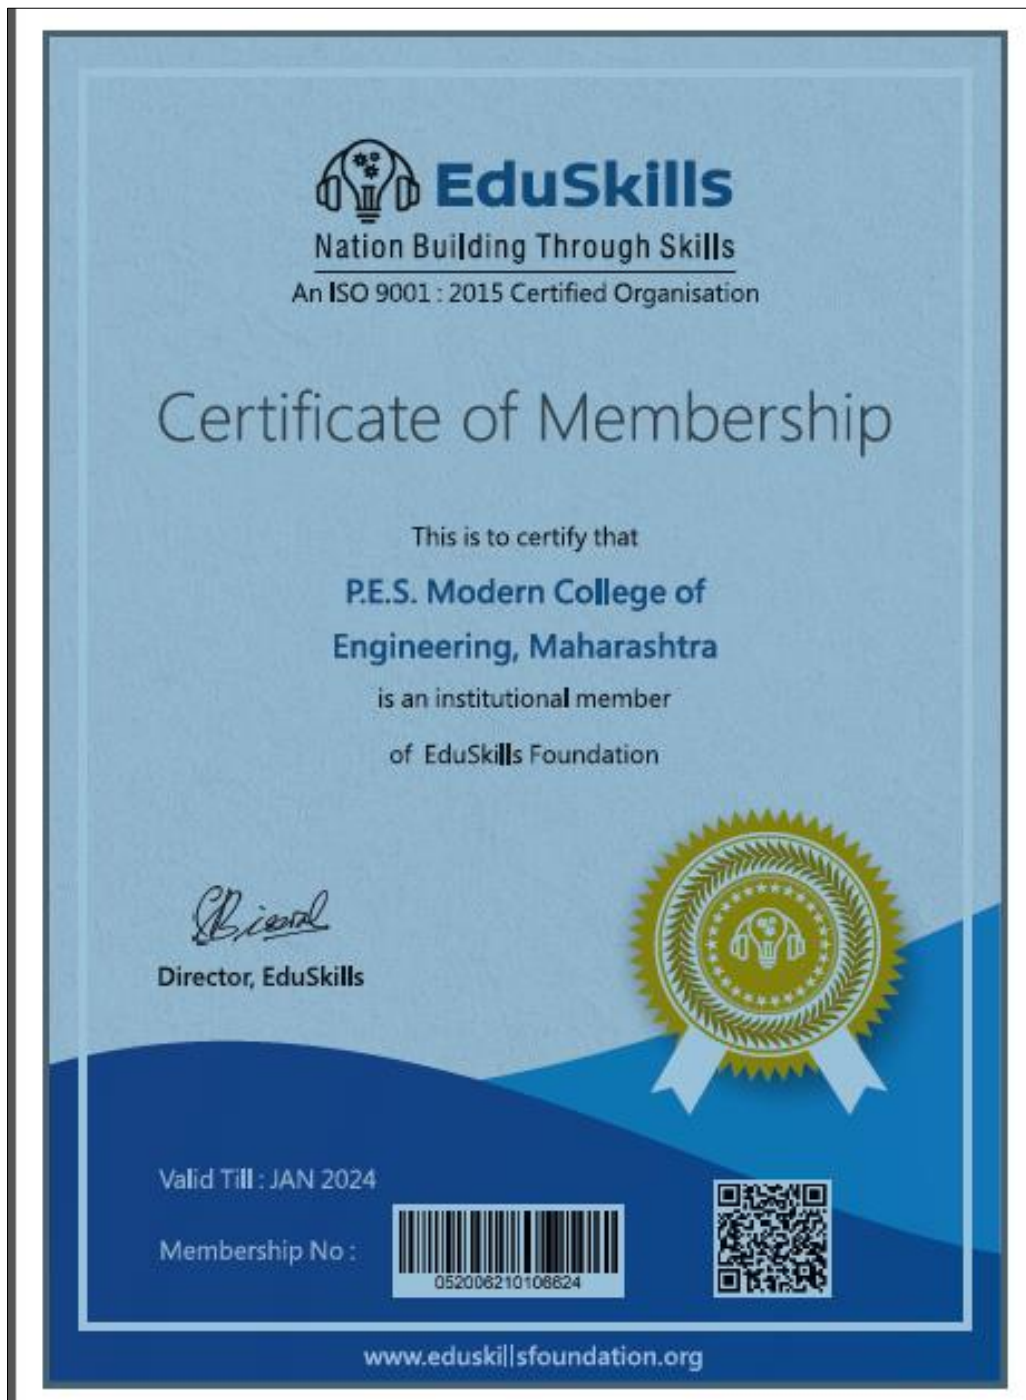 EduSkills
Nation Building Through Skills
An ISO 9001 : 2015 Certified Organisation
Certificate of Membership
This is to certify that
P.E.S. Modern College of
Engineering, Maharashtra
is an institutional member
of EduSkills Foundation
Director, EduSkills
Valid Till : JAN 2024
Membership No :
052006210106624
www.eduskillsfoundation.org